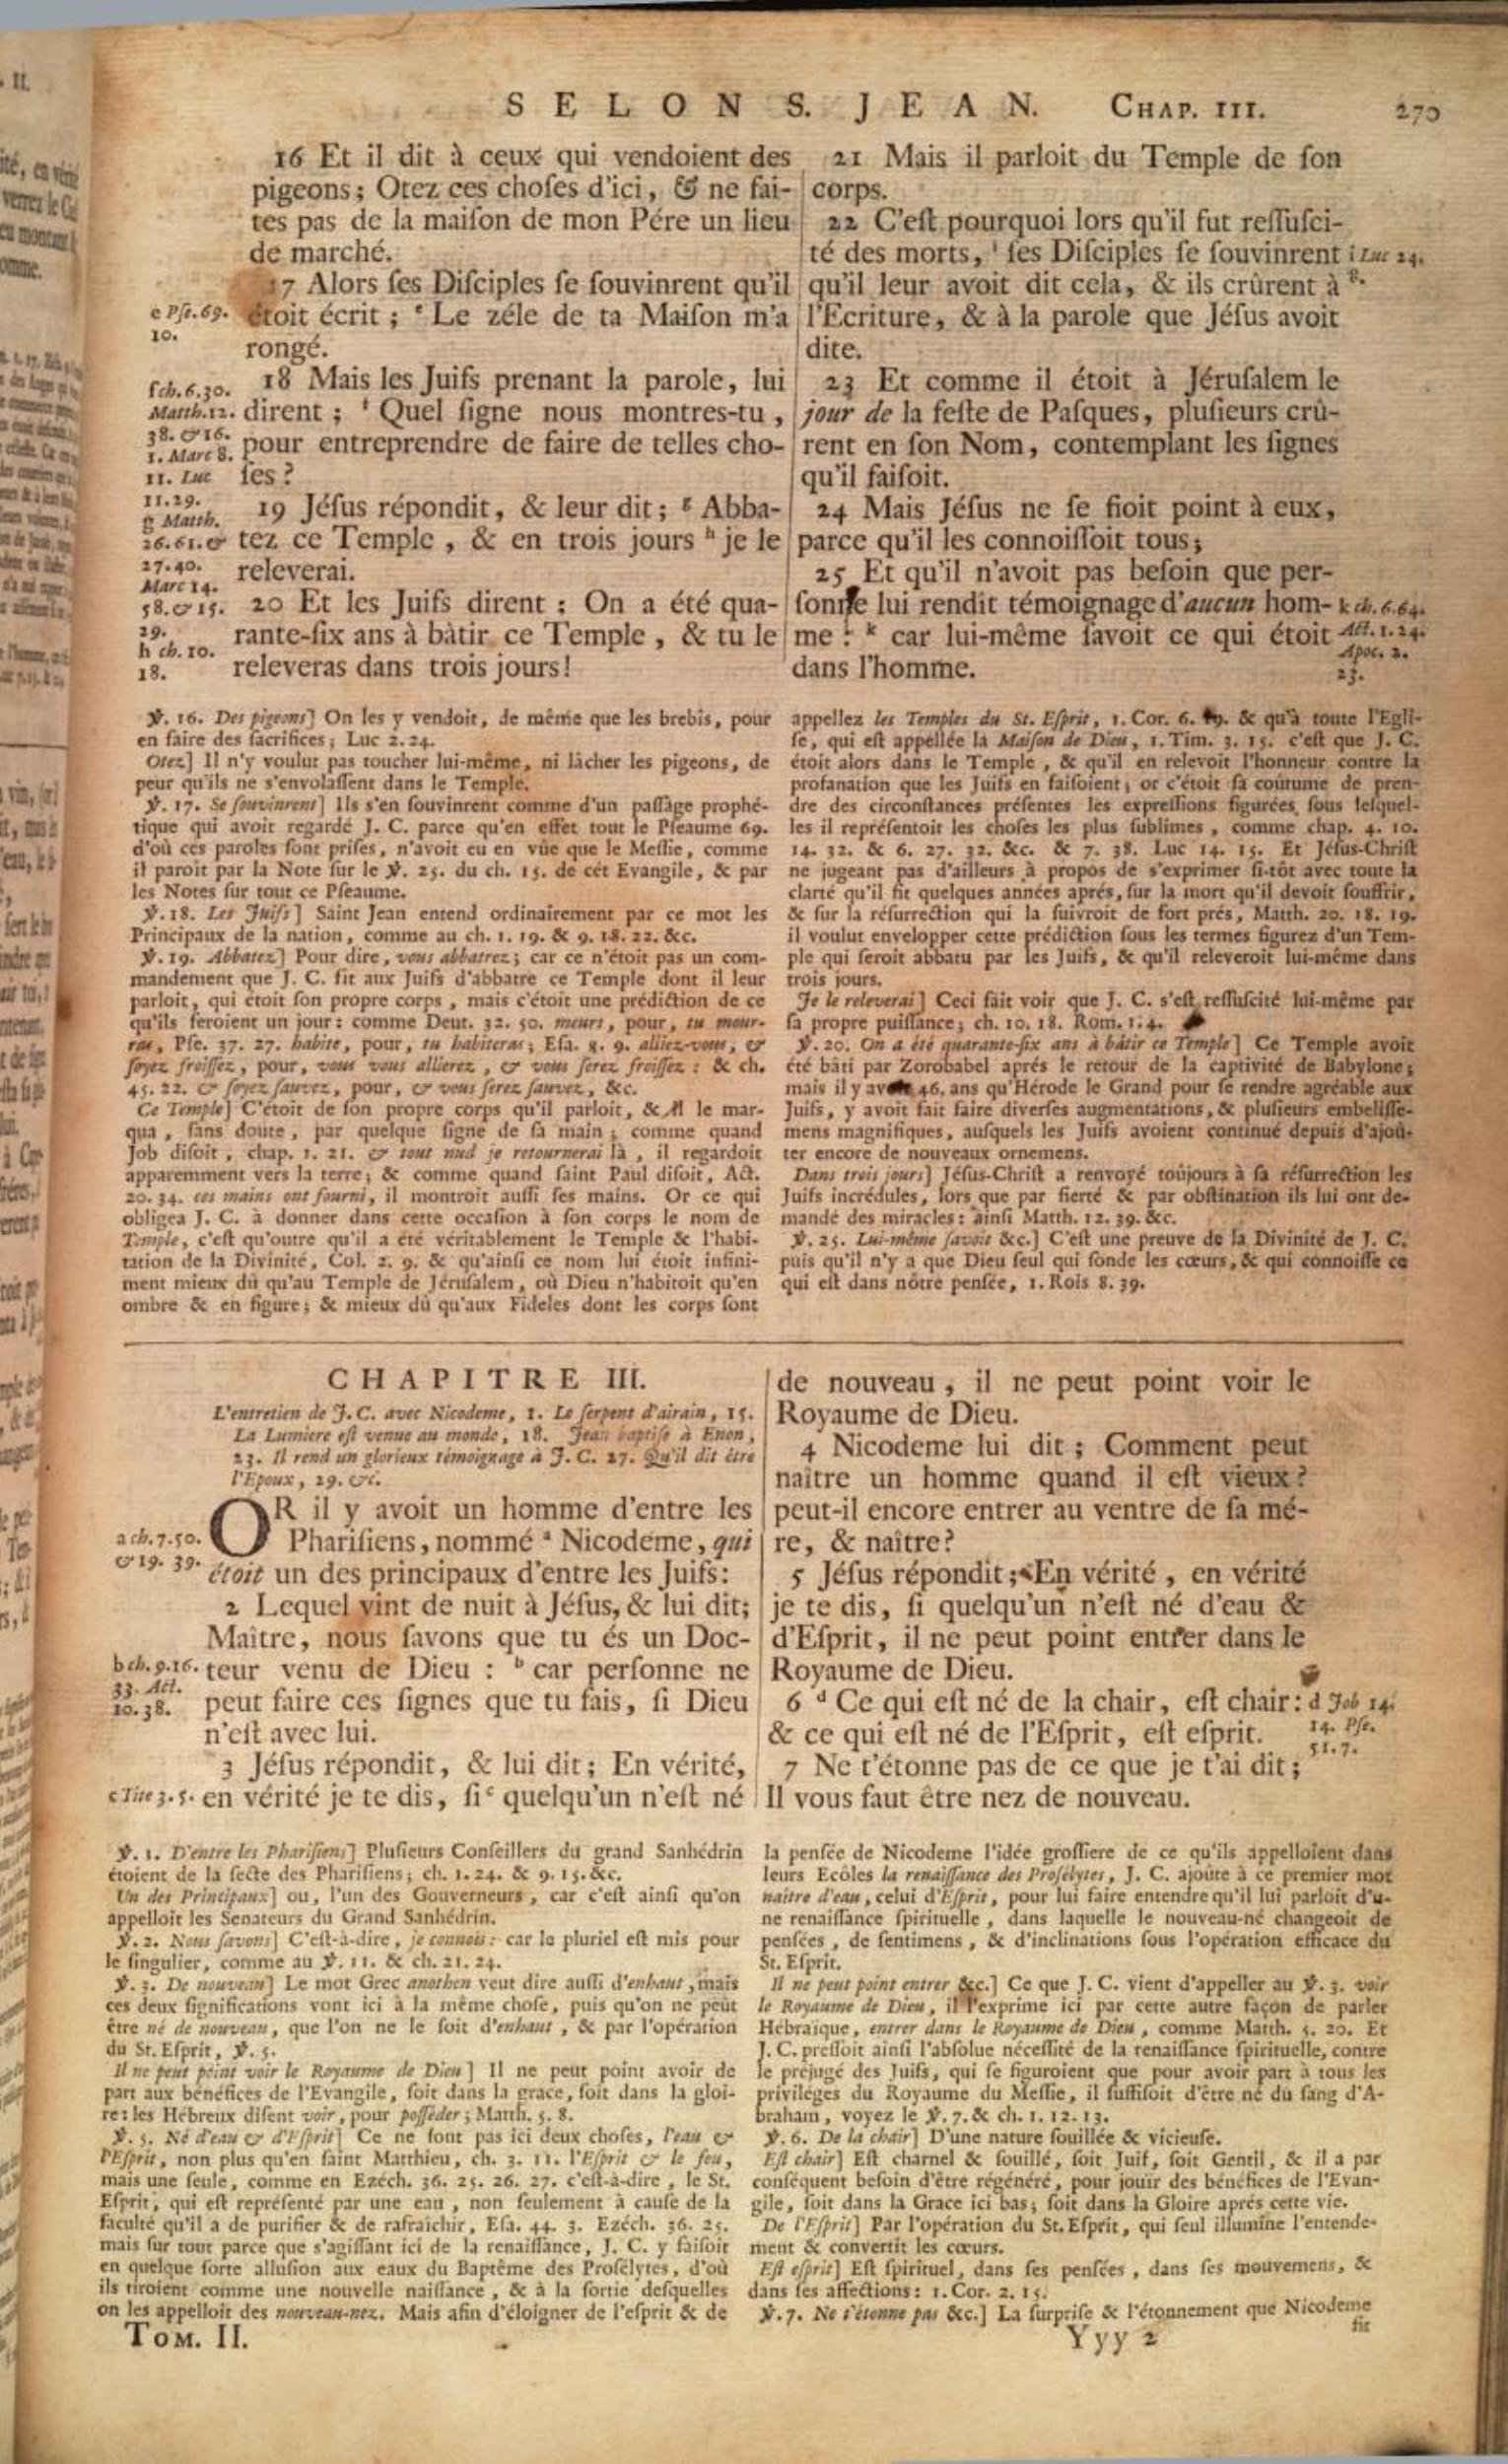 SELON S. JEAN. CHAP. III. 270
16 Et il dit à ceux qui vendoient des
pigeons; Otez ces choſes d'ici, & ne fai-
tes pas de la maiſon de mon Pére un lieu
de marché.
17 Alors ſes Diſciples ſe ſouvinrent qu'il
étoit écrit; e Le zéle de ta Maiſon m'a
rongé.
18 Mais les Juifs prenant la parole, lui
dirent; f Quel ſigne nous montres-tu,
pour entreprendre de faire de telles cho-
ſes?
19 Jéſus répondit, & leur dit; g Abba-
tez ce Temple, & en trois jours h je le
releverai.
20 Et les Juifs dirent: On a été qua-
rante-ſix ans à bâtir ce Temple, & tu le
releveras dans trois jours!
e Pſe. 69.
10.
f ch. 6.30.
Matth. 12.
38. & 16.
1. Marc 8.
11. Luc
11.29.
g Matth.
26.61. &
27.40.
Marc 14.
58. & 15.
29.
h ch. 10.
18.
21 Mais il parloit du Temple de ſon
corps.
22 C'eſt pourquoi lors qu'il fut reſſuſci-
té des morts, i ſes Diſciples ſe ſouvinrent
qu'il leur avoit dit cela, & ils crûrent à
l'Ecriture, & à la parole que Jéſus avoit
dite.
23 Et comme il étoit à Jéruſalem le
jour de la feſte de Paſques, pluſieurs crû-
rent en ſon Nom, contemplant les ſignes
qu'il faiſoit.
24 Mais Jéſus ne ſe fioit point à eux,
parce qu'il les connoiſſoit tous;
25 Et qu'il n'avoit pas beſoin que per-
ſonne lui rendît témoignage d'aucun hom-
me: k car lui-même ſavoit ce qui étoit
dans l'homme.
i Luc 24.
8.
k ch. 6.64.
Act. 1.24.
Apoc. 2.
23.
℣. 16. Des pigeons] On les y vendoit, de même que les brebis, pour
en faire des ſacrifices; Luc 2.24.
Otez] Il n'y voulut pas toucher lui-même, ni lâcher les pigeons, de
peur qu'ils ne s'envolaſſent dans le Temple.
℣. 17. Se ſouvinrent] Ils s'en ſouvinrent comme d'un paſſage prophé-
tique qui avoit regardé J. C. parce qu'en effet tout le Pſeaume 69.
d'où ces paroles ſont priſes, n'avoit eu en vûe que le Meſſie, comme
il paroit par la Note ſur le ℣. 25. du ch. 15. de cét Evangile, & par
les Notes ſur tout ce Pſeaume.
℣. 18. Les Juifs] Saint Jean entend ordinairement par ce mot les
Principaux de la nation, comme au ch. 1. 19. & 9. 18. 22. &c.
℣. 19. Abbatez] Pour dire, vous abbatrez; car ce n'étoit pas un com-
mandement que J. C. fit aux Juifs d'abbatre ce Temple dont il leur
parloit, qui étoit ſon propre corps, mais c'étoit une prédiction de ce
qu'ils feroient un jour: comme Deut. 32. 50. meurs, pour, tu mour-
ras, Pſe. 37. 27. habite, pour, tu habiteras; Eſa. 8. 9. alliez-vous, &
ſoyez froiſſez, pour, vous vous allierez, & vous ſerez froiſſez: & ch.
45. 22. & ſoyez ſauvez, pour, & vous ſerez ſauvez, &c.
Ce Temple] C'étoit de ſon propre corps qu'il parloit, & il le mar-
qua, ſans doute, par quelque ſigne de ſa main; comme quand
Job diſoit, chap. 1. 21. & tout nud je retournerai là, il regardoit
apparemment vers la terre; & comme quand ſaint Paul diſoit, Act.
20. 34. ces mains ont fourni, il montroit auſſi ſes mains. Or ce qui
obligea J. C. à donner dans cette occaſion à ſon corps le nom de
Temple, c'eſt qu'outre qu'il a été véritablement le Temple & l'habi-
tation de la Divinité, Col. 2. 9. & qu'ainſi ce nom lui étoit infini-
ment mieux dû qu'au Temple de Jéruſalem, où Dieu n'habitoit qu'en
ombre & en figure; & mieux dû qu'aux Fideles dont les corps ſont
appellez les Temples du St. Eſprit, 1. Cor. 6. 19. & qu'à toute l'Egli-
ſe, qui eſt appellée la Maiſon de Dieu, 1. Tim. 3. 15. c'eſt que J. C.
étoit alors dans le Temple, & qu'il en relevoit l'honneur contre la
profanation que les Juifs en faiſoient; or c'étoit ſa coûtume de pren-
dre des circonſtances préſentes les expreſſions figurées ſous leſquel-
les il repréſentoit les choſes les plus ſublimes, comme chap. 4. 10.
14. 32. & 6. 27. 32. &c. & 7. 38. Luc 14. 15. Et Jéſus-Chriſt
ne jugeant pas d'ailleurs à propos de s'exprimer ſi-tôt avec toute la
clarté qu'il fit quelques années aprés, ſur la mort qu'il devoit ſouffrir,
& ſur la réſurrection qui la ſuivroit de fort prés, Matth. 20. 18. 19.
il voulut envelopper cette prédiction ſous les termes figurez d'un Tem-
ple qui ſeroit abbatu par les Juifs, & qu'il releveroit lui-même dans
trois jours.
Je le releverai] Ceci fait voir que J. C. s'eſt reſſuſcité lui-même par
ſa propre puiſſance; ch. 10. 18. Rom. 1. 4.
℣. 20. On a été quarante-ſix ans à bâtir ce Temple] Ce Temple avoit
été bâti par Zorobabel aprés le retour de la captivité de Babylone;
mais il y avoit 46. ans qu'Hérode le Grand pour ſe rendre agréable aux
Juifs, y avoit fait faire diverſes augmentations, & pluſieurs embeliſſe-
mens magnifiques, auſquels les Juifs avoient continué depuis d'ajoû-
ter encore de nouveaux ornemens.
Dans trois jours] Jéſus-Chriſt a renvoyé toûjours à ſa réſurrection les
Juifs incrédules, lors que par fierté & par obſtination ils lui ont de-
mandé des miracles: ainſi Matth. 12. 39. &c.
℣. 25. Lui-même ſavoit &c.] C'eſt une preuve de la Divinité de J. C.
puis qu'il n'y a que Dieu ſeul qui ſonde les cœurs, & qui connoiſſe ce
qui eſt dans nôtre penſée, 1. Rois 8. 39.
CHAPITRE III.
L'entretien de J. C. avec Nicodeme, 1. Le ſerpent d'airain, 15.
La Lumiere eſt venue au monde, 18. Jean baptiſe à Enon,
23. Il rend un glorieux témoignage à J. C. 27. Qu'il dit être
l'Epoux, 29. &c.
OR il y avoit un homme d'entre les
Phariſiens, nommé a Nicodeme, qui
étoit un des principaux d'entre les Juifs:
2 Lequel vint de nuit à Jéſus, & lui dit;
Maître, nous ſavons que tu és un Doc-
teur venu de Dieu: b car perſonne ne
peut faire ces ſignes que tu fais, ſi Dieu
n'eſt avec lui.
3 Jéſus répondit, & lui dit; En vérité,
en vérité je te dis, ſi c quelqu'un n'eſt né
a ch. 7.50.
& 19. 39.
b ch. 9.16.
33. Act.
10.38.
c Tite 3.5.
de nouveau, il ne peut point voir le
Royaume de Dieu.
4 Nicodeme lui dit; Comment peut
naître un homme quand il eſt vieux?
peut-il encore entrer au ventre de ſa mé-
re, & naître?
5 Jéſus répondit; En vérité, en vérité
je te dis, ſi quelqu'un n'eſt né d'eau &
d'Eſprit, il ne peut point entrer dans le
Royaume de Dieu.
6 d Ce qui eſt né de la chair, eſt chair:
& ce qui eſt né de l'Eſprit, eſt eſprit.
7 Ne t'étonne pas de ce que je t'ai dit;
Il vous faut être nez de nouveau.
d Job 14.
14. Pſe.
51.7.
℣. 1. D'entre les Phariſiens] Pluſieurs Conſeillers du grand Sanhédrin
étoient de la ſecte des Phariſiens; ch. 1. 24. & 9. 15. &c.
Un des Principaux] ou, l'un des Gouverneurs, car c'eſt ainſi qu'on
appelloit les Senateurs du Grand Sanhédrin.
℣. 2. Nous ſavons] C'eſt-à-dire, je connois: car le pluriel eſt mis pour
le ſingulier, comme au ℣. 11. & ch. 21. 24.
℣. 3. De nouveau] Le mot Grec anothen veut dire auſſi d'enhaut, mais
ces deux ſignifications vont ici à la même choſe, puis qu'on ne peût
être né de nouveau, que l'on ne le ſoit d'enhaut, & par l'opération
du St. Eſprit, ℣. 5.
Il ne peut point voir le Royaume de Dieu] Il ne peut point avoir de
part aux bénéfices de l'Evangile, ſoit dans la grace, ſoit dans la gloi-
re: les Hébreux diſent voir, pour poſſéder; Matth. 5. 8.
℣. 5. Né d'eau & d'Eſprit] Ce ne ſont pas ici deux choſes, l'eau &
l'Eſprit, non plus qu'en ſaint Matthieu, ch. 3. 11. l'Eſprit & le feu,
mais une ſeule, comme en Ezéch. 36. 25. 26. 27. c'eſt-à-dire, le St.
Eſprit, qui eſt repréſenté par une eau, non ſeulement à cauſe de la
faculté qu'il a de purifier & de rafraîchir, Eſa. 44. 3. Ezéch. 36. 25.
mais ſur tout parce que s'agiſſant ici de la renaiſſance, J. C. y faiſoit
en quelque ſorte alluſion aux eaux du Baptême des Proſélytes, d'où
ils tiroient comme une nouvelle naiſſance, & à la ſortie deſquelles
on les appelloit des nouveau-nez. Mais afin d'éloigner de l'eſprit & de
la penſée de Nicodeme l'idée groſſiere de ce qu'ils appelloient dans
leurs Ecôles la renaiſſance des Proſélytes, J. C. ajoûte à ce premier mot
naître d'eau, celui d'Eſprit, pour lui faire entendre qu'il lui parloit d'u-
ne renaiſſance ſpirituelle, dans laquelle le nouveau-né changeoit de
penſées, de ſentimens, & d'inclinations ſous l'opération efficace du
St. Eſprit.
Il ne peut point entrer &c.] Ce que J. C. vient d'appeller au ℣. 3. voir
le Royaume de Dieu, il l'exprime ici par cette autre façon de parler
Hébraïque, entrer dans le Royaume de Dieu, comme Matth. 5. 20. Et
J. C. preſſoit ainſi l'abſolue néceſſité de la renaiſſance ſpirituelle, contre
le préjugé des Juifs, qui ſe figuroient que pour avoir part à tous les
priviléges du Royaume du Meſſie, il ſuffiſoit d'être né du ſang d'A-
braham, voyez le ℣. 7. & ch. 1. 12. 13.
℣. 6. De la chair] D'une nature ſouillée & vicieuſe.
Eſt chair] Eſt charnel & ſouillé, ſoit Juif, ſoit Gentil, & il a par
conſéquent beſoin d'être régénéré, pour jouïr des bénéfices de l'Evan-
gile, ſoit dans la Grace ici bas; ſoit dans la Gloire aprés cette vie.
De l'Eſprit] Par l'opération du St. Eſprit, qui ſeul illumine l'entende-
ment & convertit les cœurs.
Eſt eſprit] Eſt ſpirituel, dans ſes penſées, dans ſes mouvemens, &
dans ſes affections: 1. Cor. 2. 15.
℣. 7. Ne t'étonne pas &c.] La ſurpriſe & l'étonnement que Nicodeme
fit
TOM. II.
Yyy 2